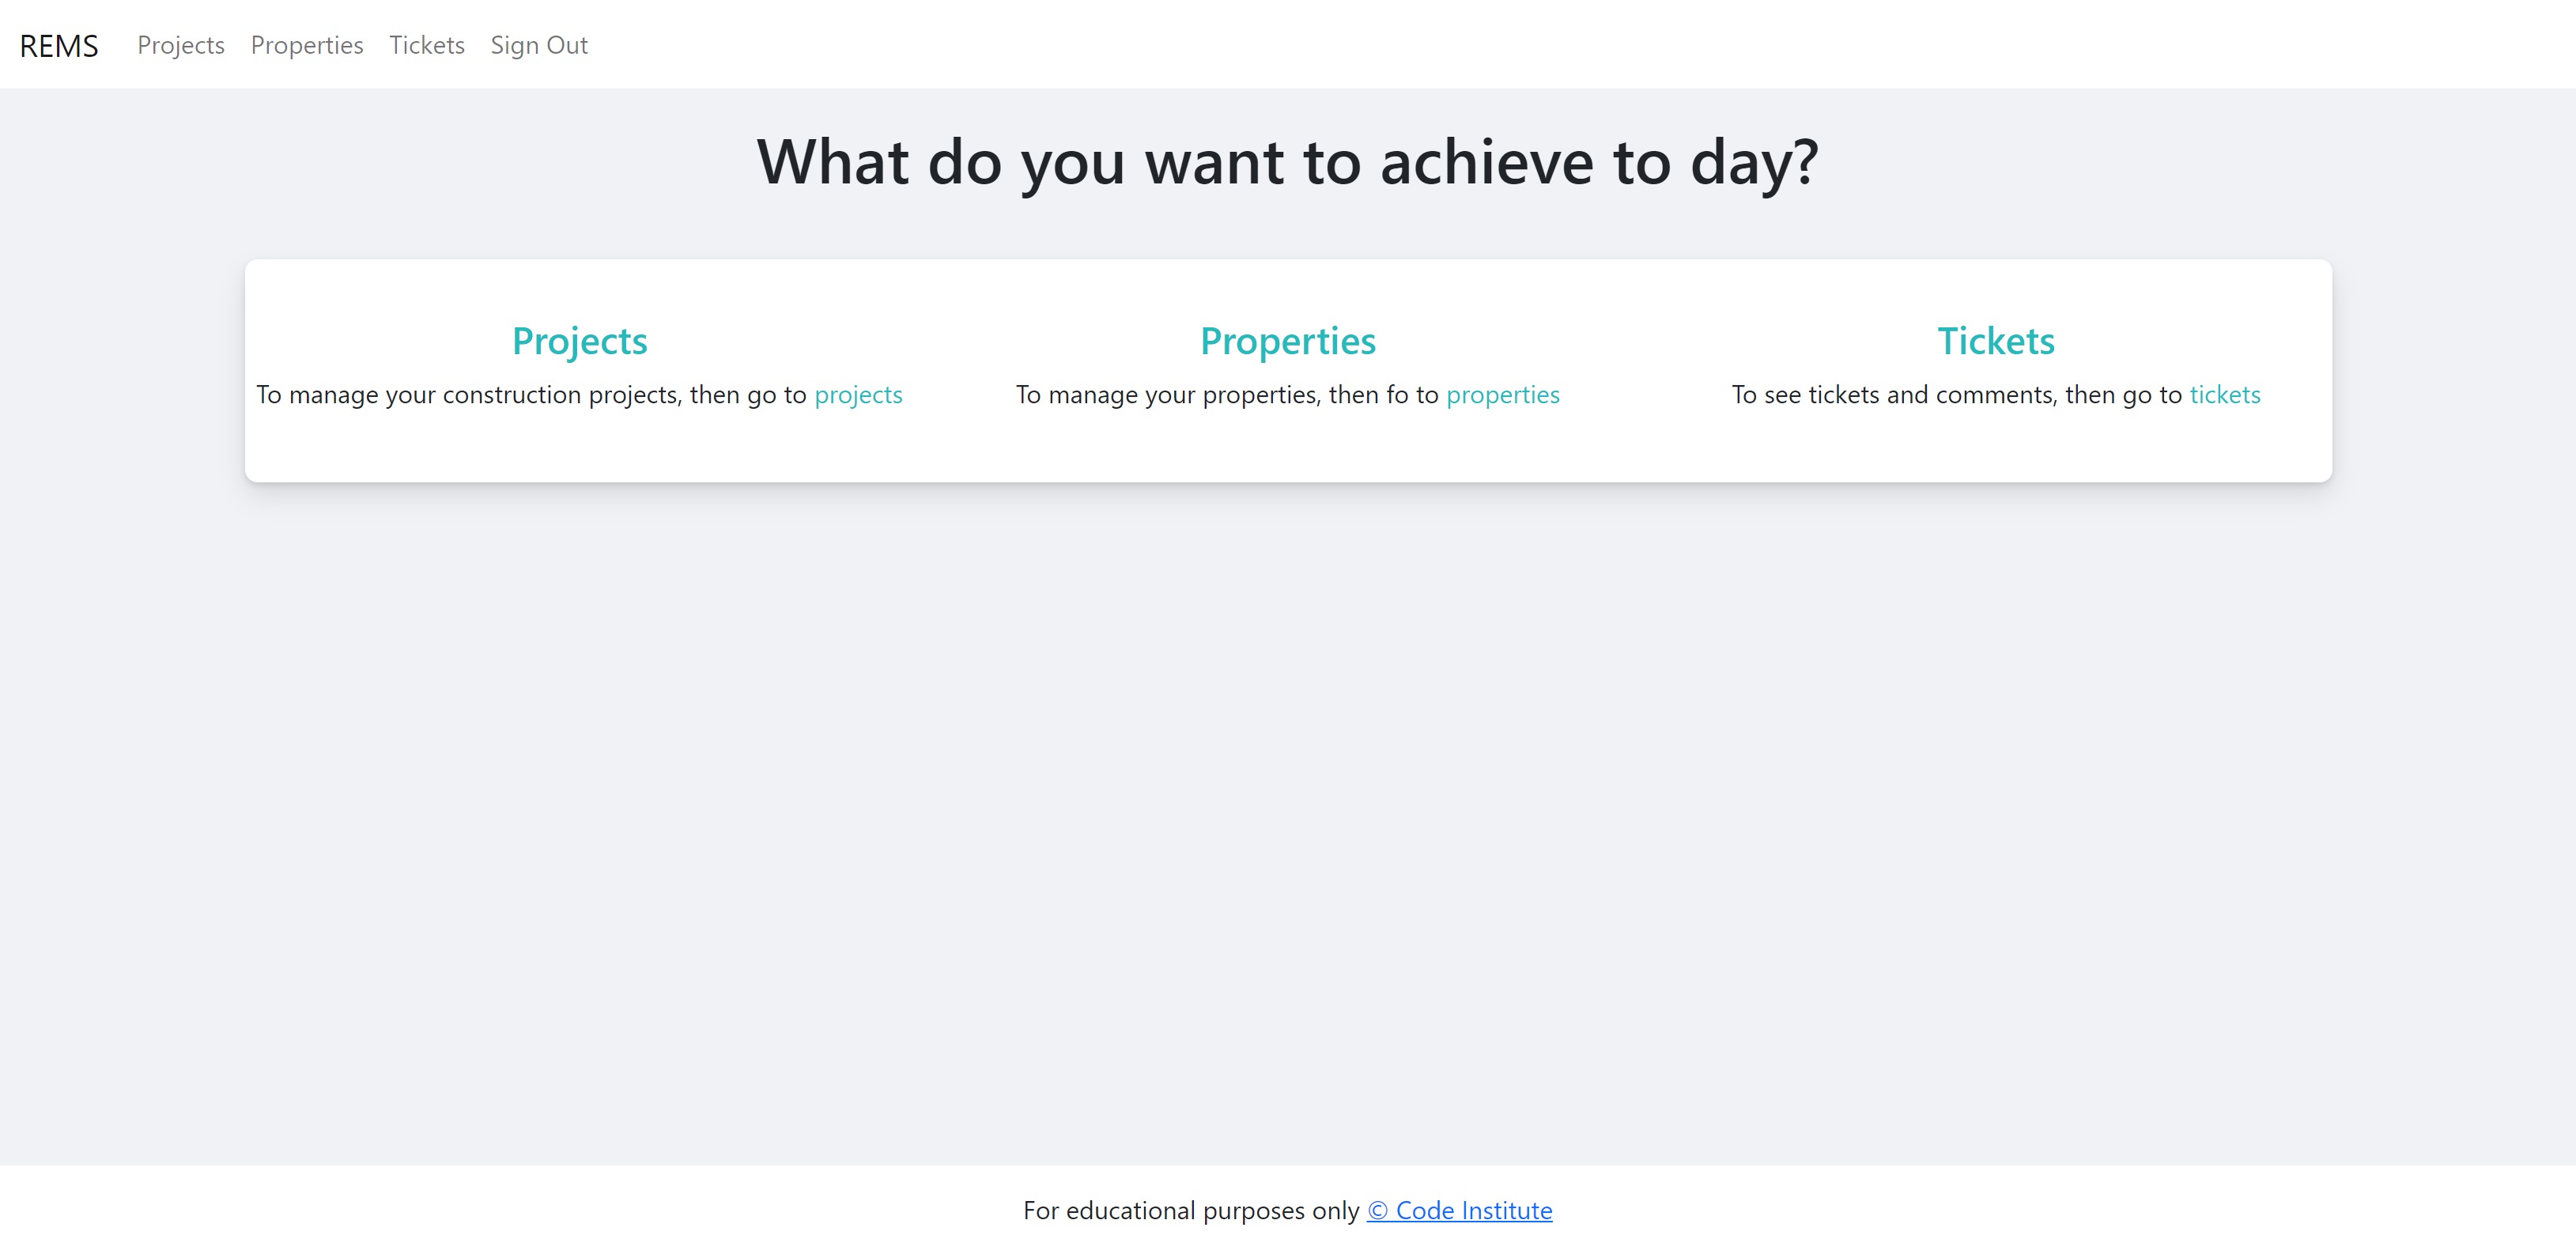 REMS Projects Properties Tickets Sign Out
What do you want to achieve to day?
Projects
To manage your construction projects, then go to projects
Properties
To manage your properties, then fo to properties
Tickets
To see tickets and comments, then go to tickets
For educational purposes only © Code Institute